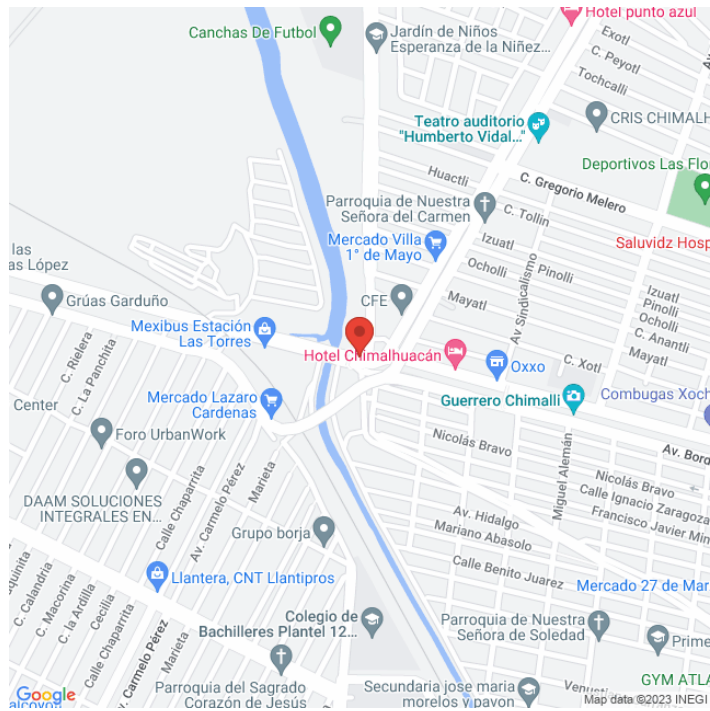 Hotel punto azul
Canchas De Futbol
Jardín de Niños
Esperanza de la Niñez...
Exotl
C. Peyotl
Tochcalli
Teatro auditorio
"Humberto Vidal..."
CRIS CHIMALH
Huactli
Deportivos Las Flor
C. Gregorio Melero
Parroquia de Nuestra
Señora del Carmen
C. Tollin
Saluvidz Hosp
Mercado Villa
1° de Mayo
Izuatl
Ocholli
Pinolli
Av Sindicalismo
Mayatl
Izuatl
Pinolli
Ocholli
C. Anantli
Mayatl
las
as López
Grúas Garduño
CFE
Mexibus Estación
Las Torres
Hotel Chimalhuacán
C. Xotl
Oxxo
C. Rielera
C. La Panchita
Mercado Lazaro
Cardenas
Guerrero Chimalli
Combugas Xoch
Center
Foro UrbanWork
Nicolás Bravo
Av. Bord
DAAM SOLUCIONES
INTEGRALES EN...
Calle Chaparrita
Av. Carmelo Pérez
Marieta
Miguel Alemán
Nicolás Bravo
Calle Ignacio Zaragoza
Francisco Javier Min
Av. Hidalgo
Mariano Abasolo
Grupo borja
Calle Benito Juarez
Llantera, CNT Llantipros
Mercado 27 de Mar
quinita
C. Calandria
C. Macorina
C. la Ardilla
Cecilia
Calle Chaparrita
Av. Carmelo Pérez
Marieta
Colegio de
Bachilleres Plantel 12...
Parroquia de Nuestra
Señora de Soledad
Prime
Parroquia del Sagrado
Corazón de Jesús
Secundaria jose maria
morelos y pavon
GYM ATLA
Venustia
alcoyotl
Google
Map data ©2023 INEGI